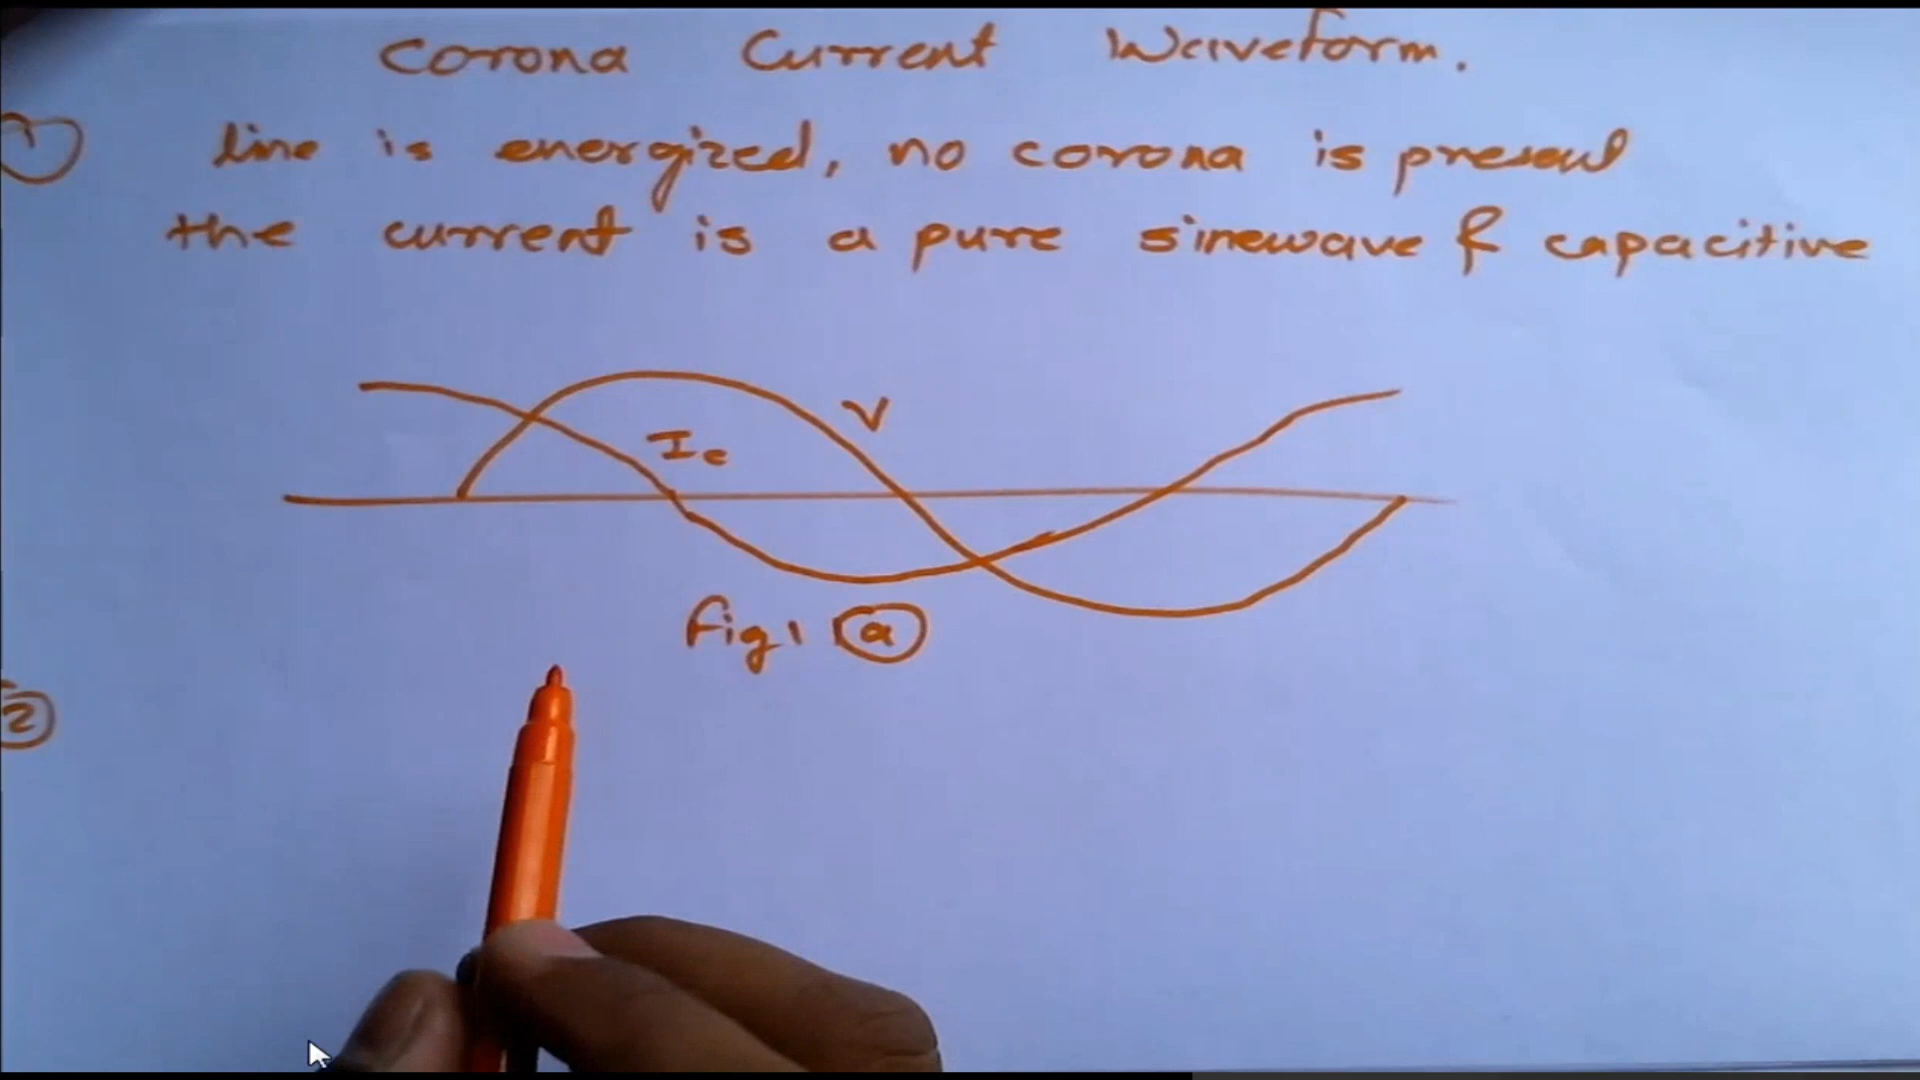 Corona Current Waveform.
① line is energized, no corona is present
the current is a pure sinewave & capacitive
V
Ic
fig 1 ⓐ
②